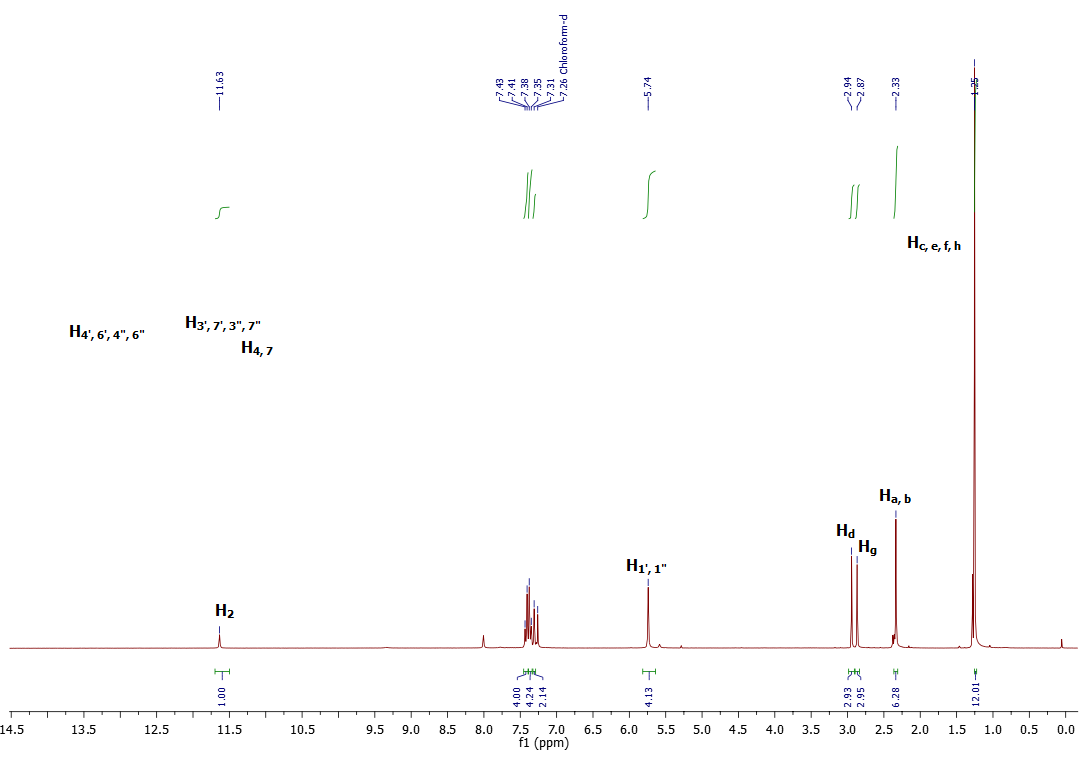 11.63
7.43
7.41
7.38
7.35
7.31
7.26 Chloroform-d
5.74
2.94
2.87
2.33
1.25
Hc, e, f, h
H4', 6', 4", 6"
H3', 7', 3", 7"
H4, 7
Ha, b
Hd
Hg
H1', 1"
H2
1.00
4.00
4.24
2.14
4.13
2.93
2.95
6.28
12.01
14.5 13.5 12.5 11.5 10.5 9.5 9.0 8.5 8.0 7.5 7.0 6.5 6.0 5.5 5.0 4.5 4.0 3.5 3.0 2.5 2.0 1.5 1.0 0.5 0.0
f1 (ppm)